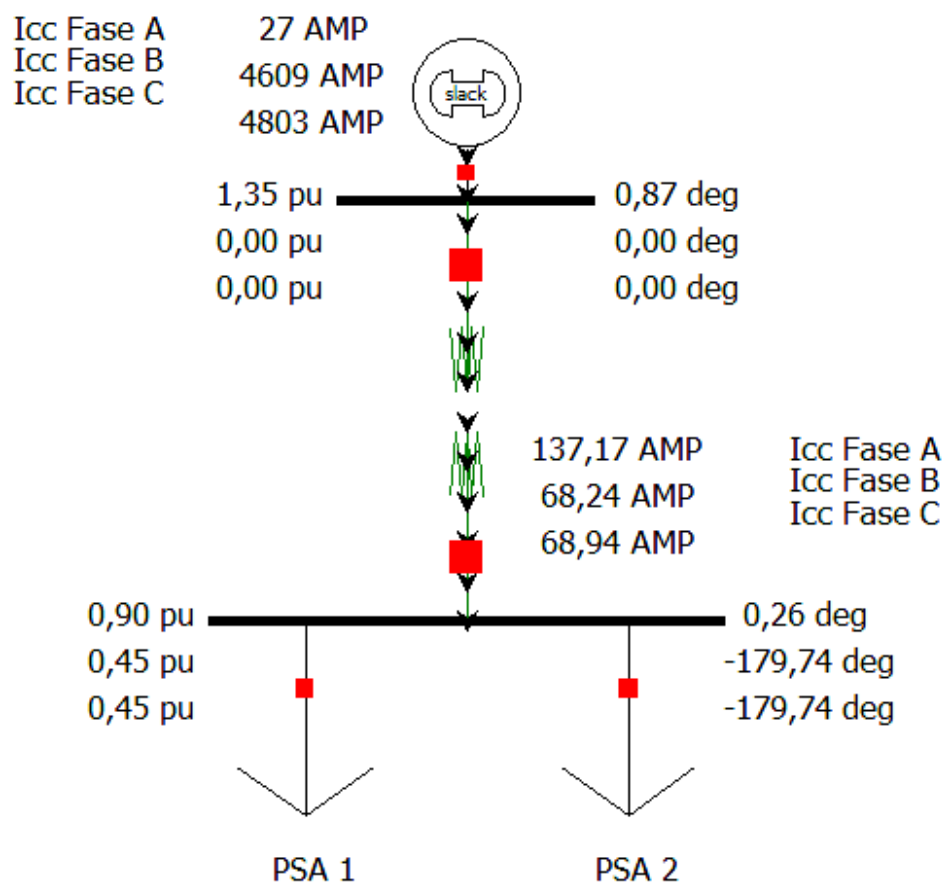 Icc Fase A 27 AMP
Icc Fase B
Icc Fase C 4609 AMP
4803 AMP
slack
1,35 pu 0,87 deg
0,00 pu 0,00 deg
0,00 pu 0,00 deg
137,17 AMP Icc Fase A
68,24 AMP Icc Fase B
68,94 AMP Icc Fase C
0,90 pu 0,26 deg
0,45 pu -179,74 deg
0,45 pu -179,74 deg
PSA 1 PSA 2